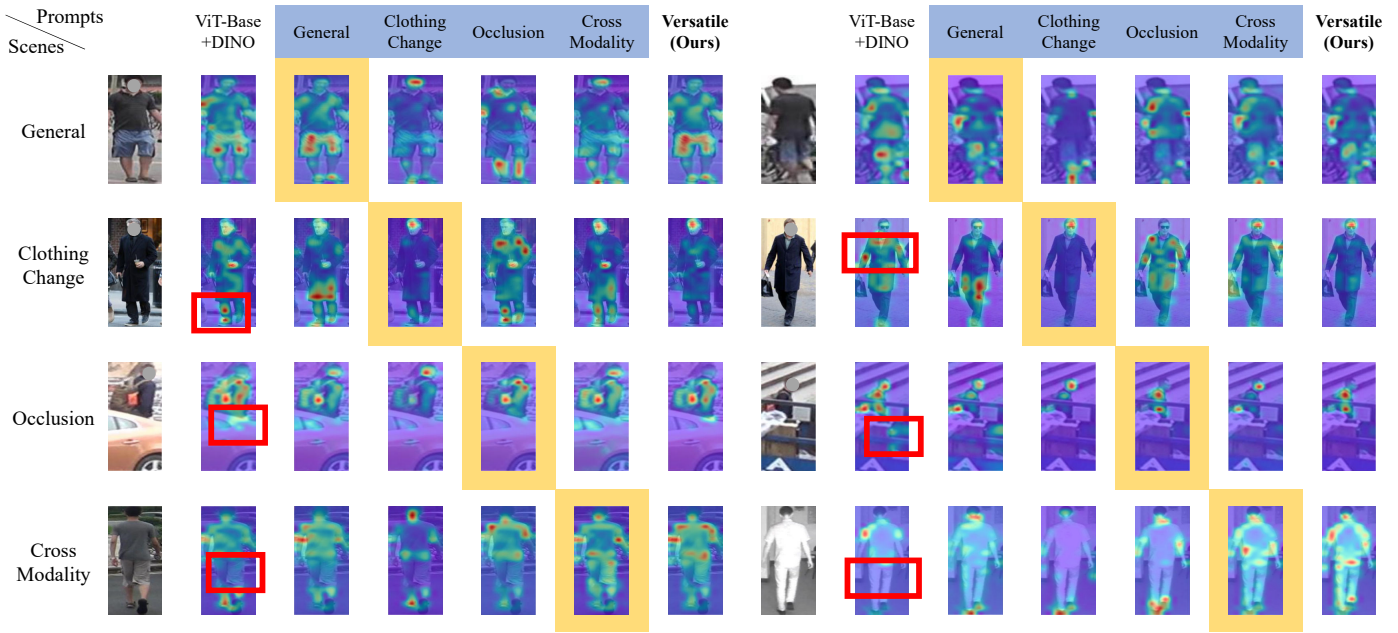 Prompts
Scenes
ViT-Base
+DINO
General
Clothing
Change
Occlusion
Cross
Modality
Versatile
(Ours)
ViT-Base
+DINO
General
Clothing
Change
Occlusion
Cross
Modality
Versatile
(Ours)
General
Clothing
Change
Occlusion
Cross
Modality